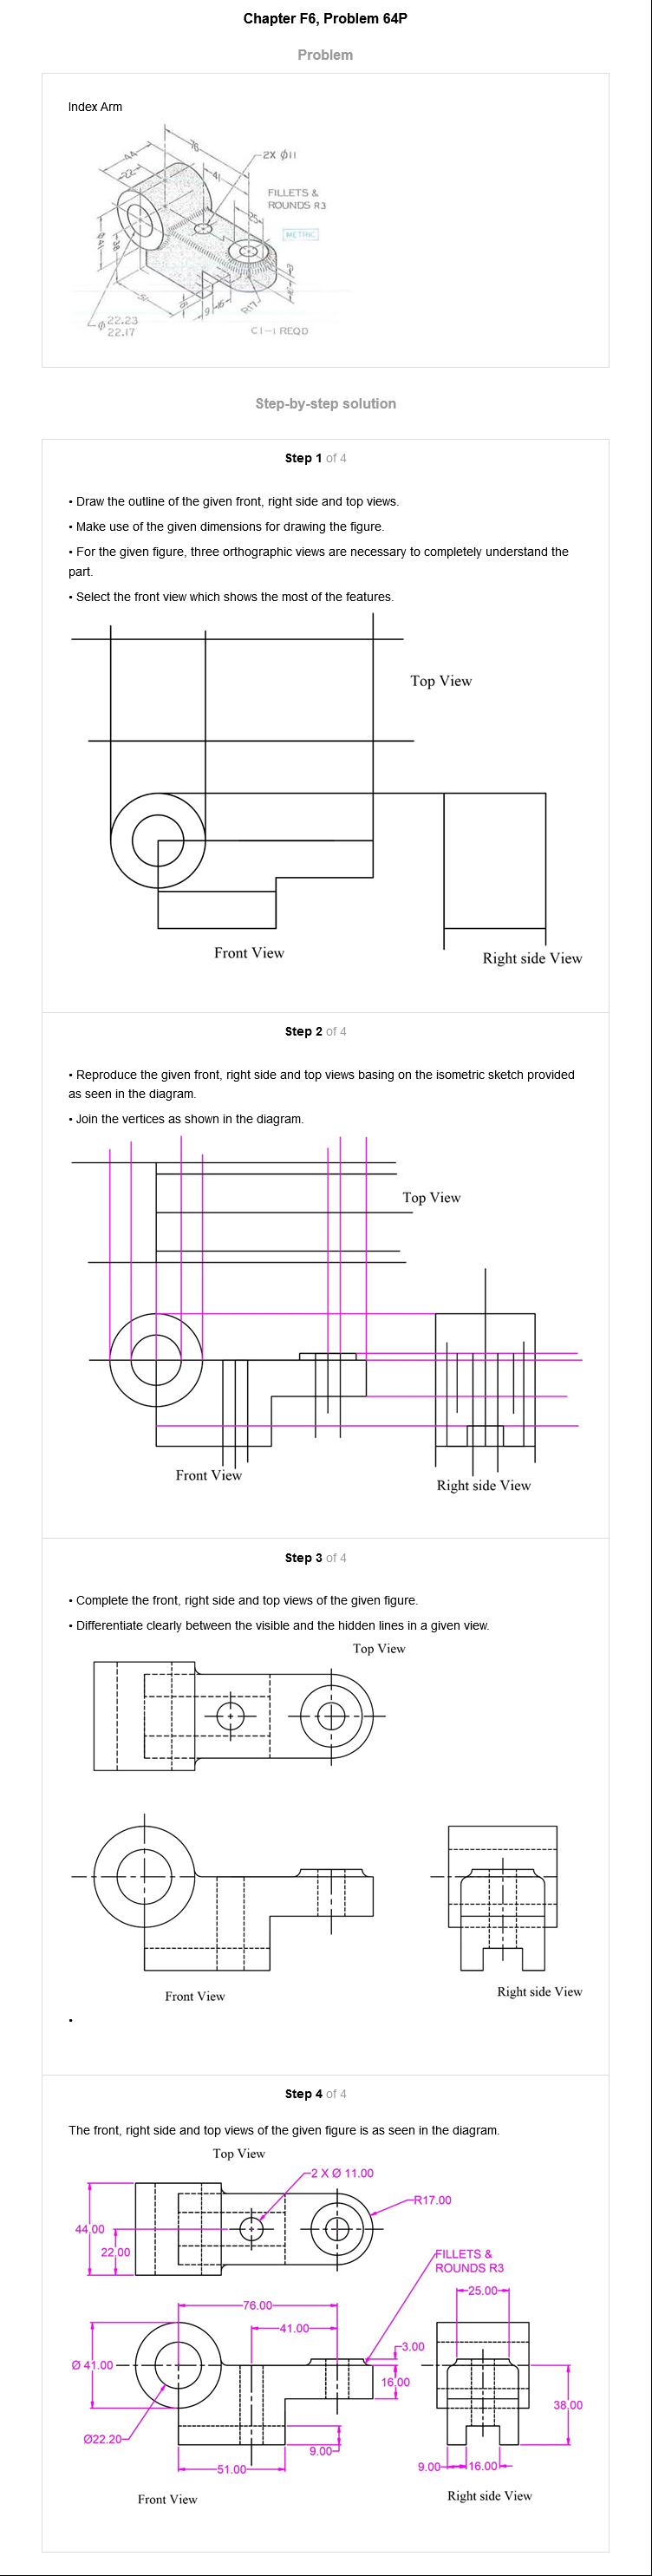 Chapter F6, Problem 64P
Problem
Index Arm
44
76
2X Ø11
22
41
FILLETS &
ROUNDS R3
25
METRIC
Ø41
38
51
9
16
R17
Ø 22.23
22.17
CI-1 REQD
Step-by-step solution
Step 1 of 4
• Draw the outline of the given front, right side and top views.
• Make use of the given dimensions for drawing the figure.
• For the given figure, three orthographic views are necessary to completely understand the
part.
• Select the front view which shows the most of the features.
Top View
Front View
Right side View
Step 2 of 4
• Reproduce the given front, right side and top views basing on the isometric sketch provided
as seen in the diagram.
• Join the vertices as shown in the diagram.
Top View
Front View
Right side View
Step 3 of 4
• Complete the front, right side and top views of the given figure.
• Differentiate clearly between the visible and the hidden lines in a given view.
Top View
Front View
Right side View
•
Step 4 of 4
The front, right side and top views of the given figure is as seen in the diagram.
Top View
2 X Ø 11.00
R17.00
44.00
22.00
FILLETS &
ROUNDS R3
25.00
76.00
41.00
3.00
Ø 41.00
16.00
38.00
Ø22.20
9.00
51.00
9.00
16.00
Front View
Right side View